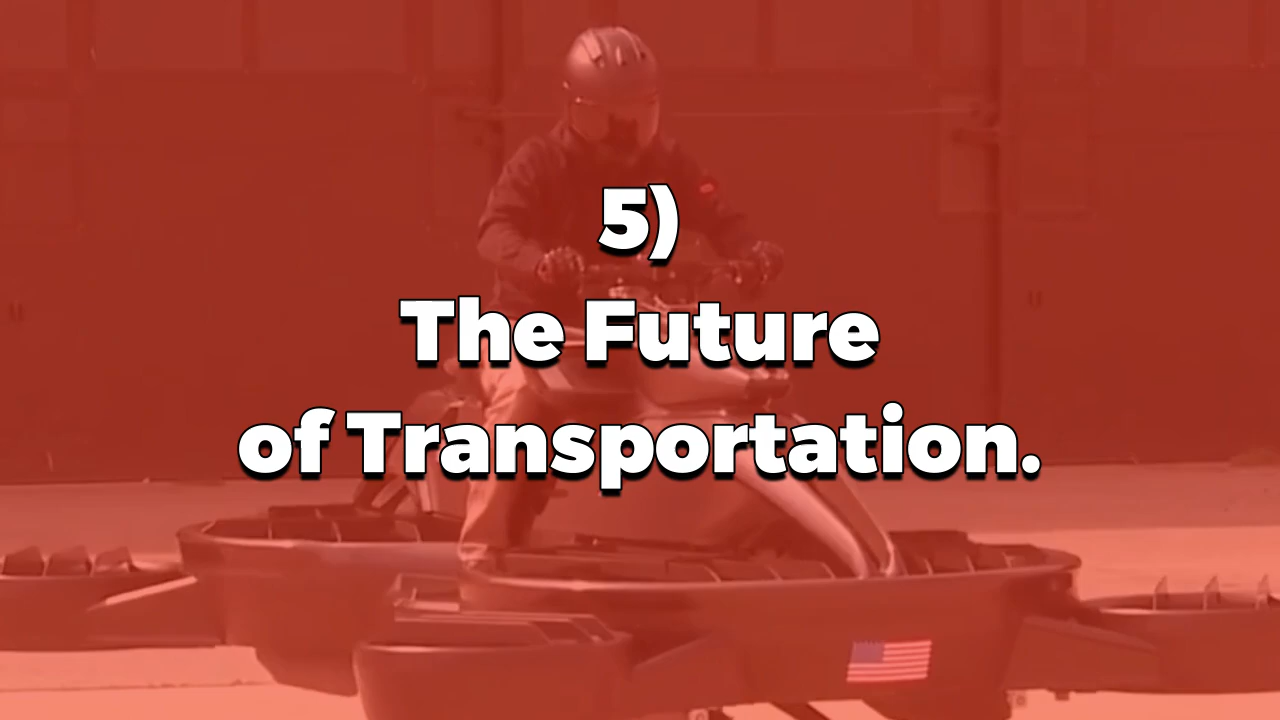 5)
The Future
of Transportation.